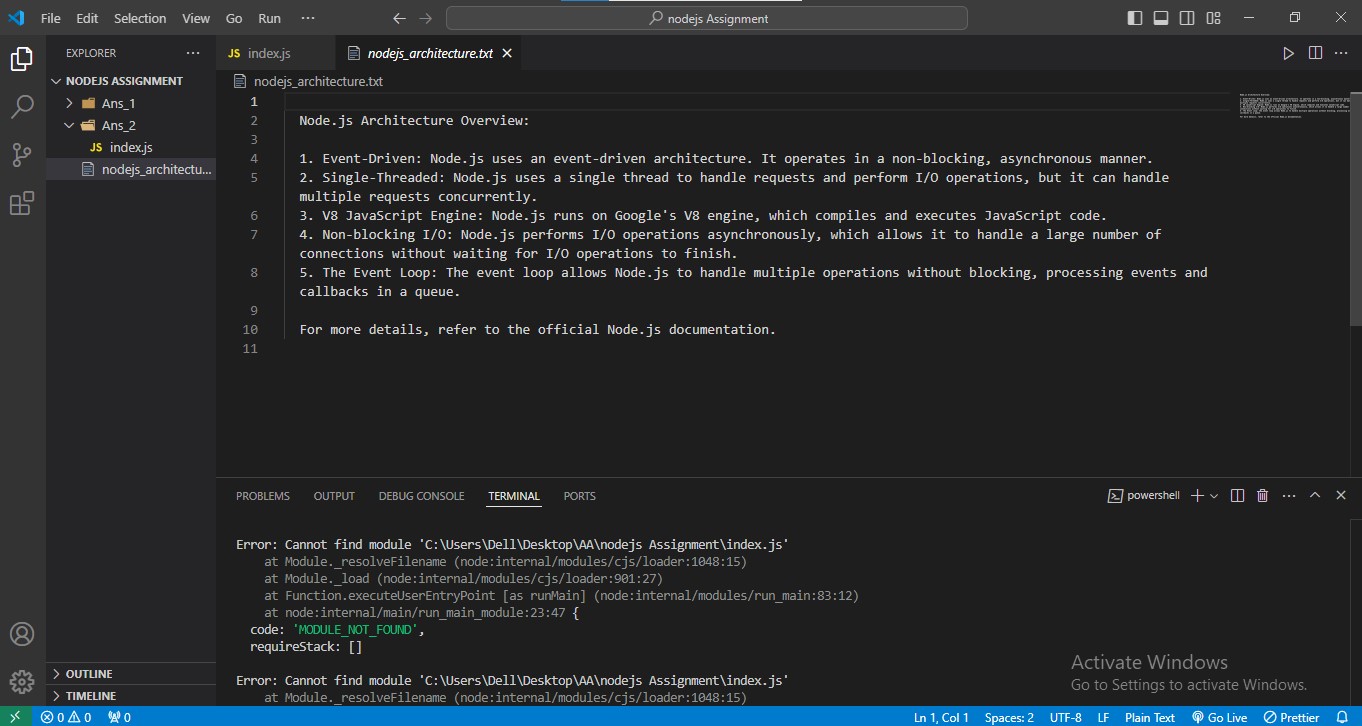 File Edit Selection View Go Run ···
nodejs Assignment
EXPLORER ···
NODEJS ASSIGNMENT
Ans_1
Ans_2
JS index.js
nodejs_architectu...
OUTLINE
TIMELINE
JS index.js
nodejs_architecture.txt
nodejs_architecture.txt
1
2 Node.js Architecture Overview:
3
4 1. Event-Driven: Node.js uses an event-driven architecture. It operates in a non-blocking, asynchronous manner.
5 2. Single-Threaded: Node.js uses a single thread to handle requests and perform I/O operations, but it can handle
multiple requests concurrently.
6 3. V8 JavaScript Engine: Node.js runs on Google's V8 engine, which compiles and executes JavaScript code.
7 4. Non-blocking I/O: Node.js performs I/O operations asynchronously, which allows it to handle a large number of
connections without waiting for I/O operations to finish.
8 5. The Event Loop: The event loop allows Node.js to handle multiple operations without blocking, processing events and
callbacks in a queue.
9
10 For more details, refer to the official Node.js documentation.
11
PROBLEMS OUTPUT DEBUG CONSOLE TERMINAL PORTS
powershell
Error: Cannot find module 'C:\Users\Dell\Desktop\AA\nodejs Assignment\index.js'
at Module._resolveFilename (node:internal/modules/cjs/loader:1048:15)
at Module._load (node:internal/modules/cjs/loader:901:27)
at Function.executeUserEntryPoint [as runMain] (node:internal/modules/run_main:83:12)
at node:internal/main/run_main_module:23:47 {
code: 'MODULE_NOT_FOUND',
requireStack: []
Error: Cannot find module 'C:\Users\Dell\Desktop\AA\nodejs Assignment\index.js'
at Module._resolveFilename (node:internal/modules/cjs/loader:1048:15)
Activate Windows
Go to Settings to activate Windows.
0 0 0
Ln 1, Col 1 Spaces: 2 UTF-8 LF Plain Text Go Live Prettier